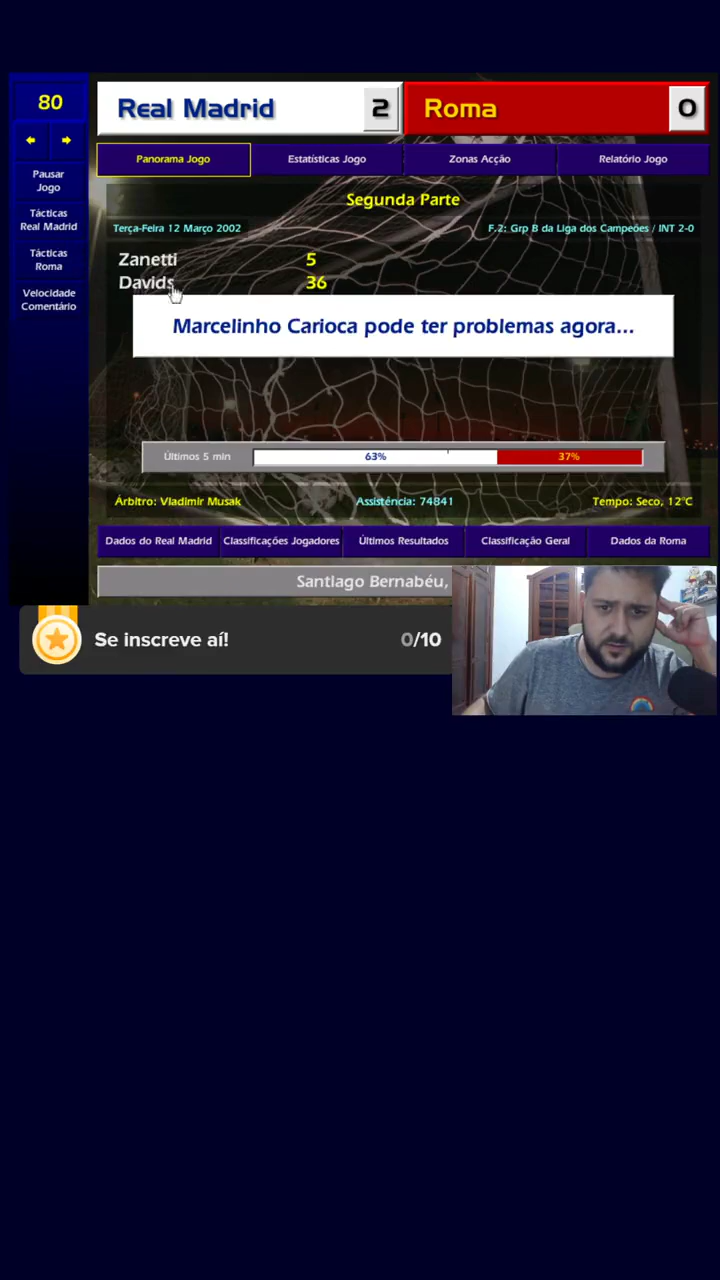 80
Real Madrid 2 Roma 0
Pausar
Jogo
Tácticas
Real Madrid
Tácticas
Roma
Velocidade
Comentário
Panorama Jogo Estatísticas Jogo Zonas Acção Relatório Jogo
Segunda Parte
Terça-Feira 12 Março 2002 F.2: Grp B da Liga dos Campeões / INT 2-0
Zanetti 5
Davids 36
Marcelinho Carioca pode ter problemas agora...
Últimos 5 min 63% 37%
Árbitro: Vladimir Musak Assistência: 74841 Tempo: Seco, 12°C
Dados do Real Madrid Classificações Jogadores Últimos Resultados Classificação Geral Dados da Roma
Santiago Bernabéu,
Se inscreve aí! 0/10